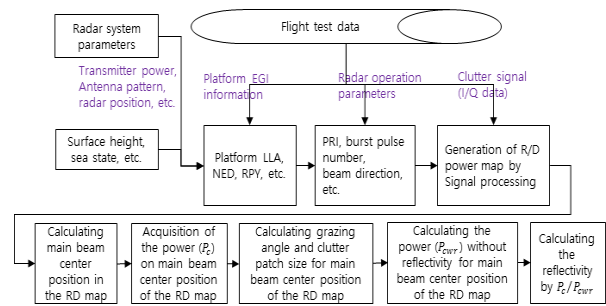 Radar system
parameters
Flight test data
Transmitter power,
Antenna pattern,
radar position, etc.
Platform EGI
information
Radar operation
parameters
Clutter signal
(I/Q data)
Surface height,
sea state, etc.
Platform LLA,
NED, RPY, etc.
PRI, burst pulse
number,
beam direction,
etc.
Generation of R/D
power map by
Signal processing
Calculating
main beam
center
position in
the RD map
Acquisition of
the power (P_c)
on main beam
center position
of the RD map
Calculating grazing
angle and clutter
patch size for main
beam center position
of the RD map
Calculating the
power (P_cwr) without
reflectivity for main
beam center position
of the RD map
Calculating
the
reflectivity
by P_c/P_cwr